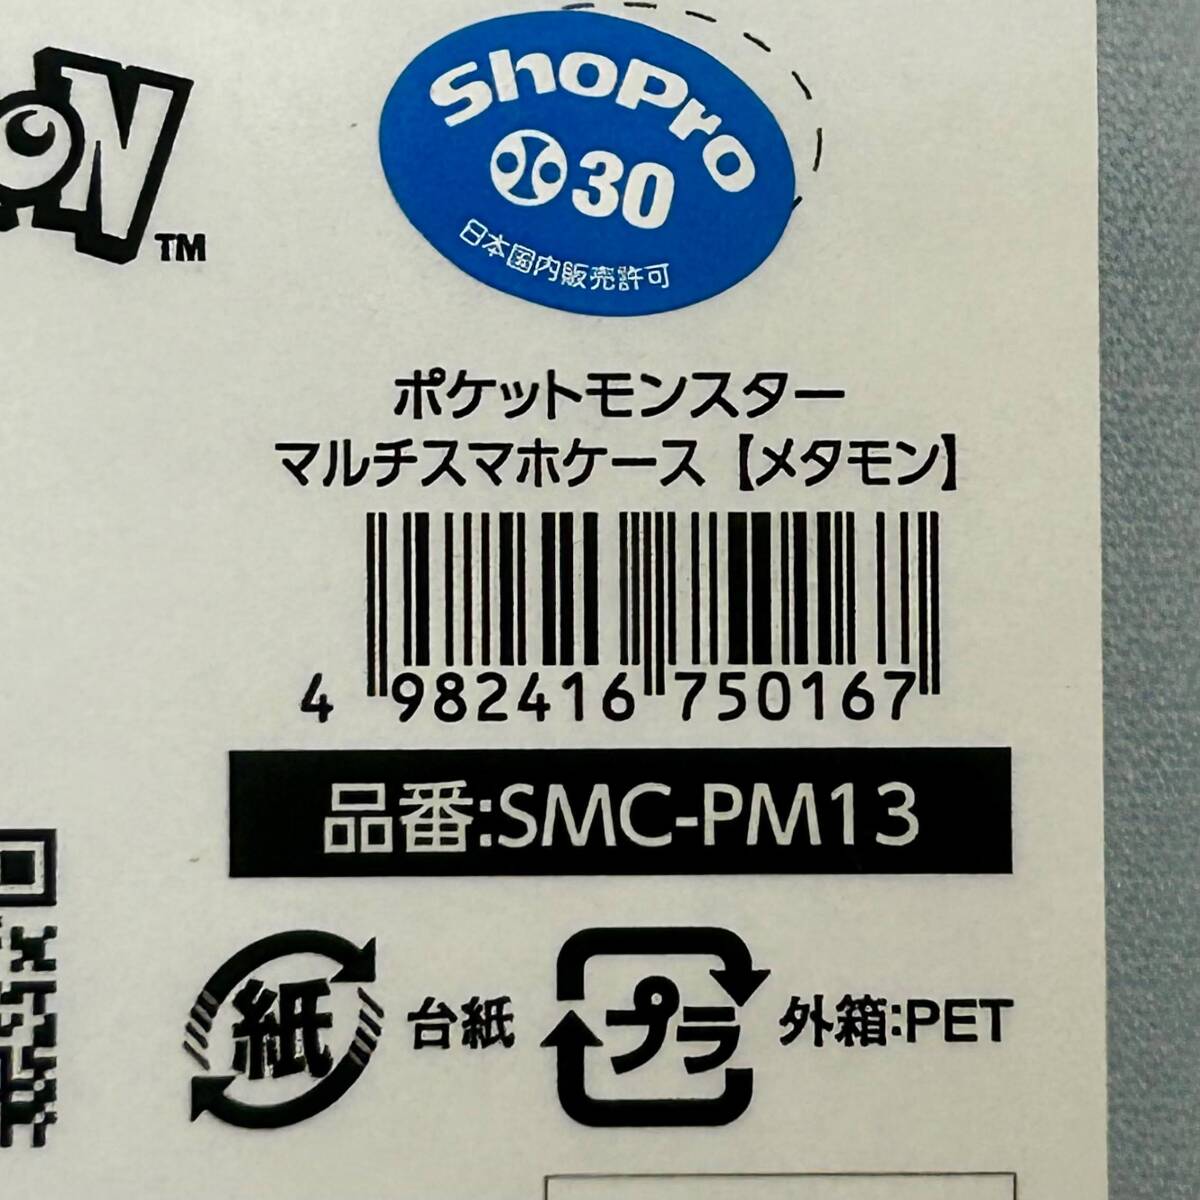 ON TM
ShoPro
30
日本国内販売許可
ポケットモンスター
マルチスマホケース【メタモン】
4 982416 750167
品番:SMC-PM13
紙 台紙 プラ 外箱:PET